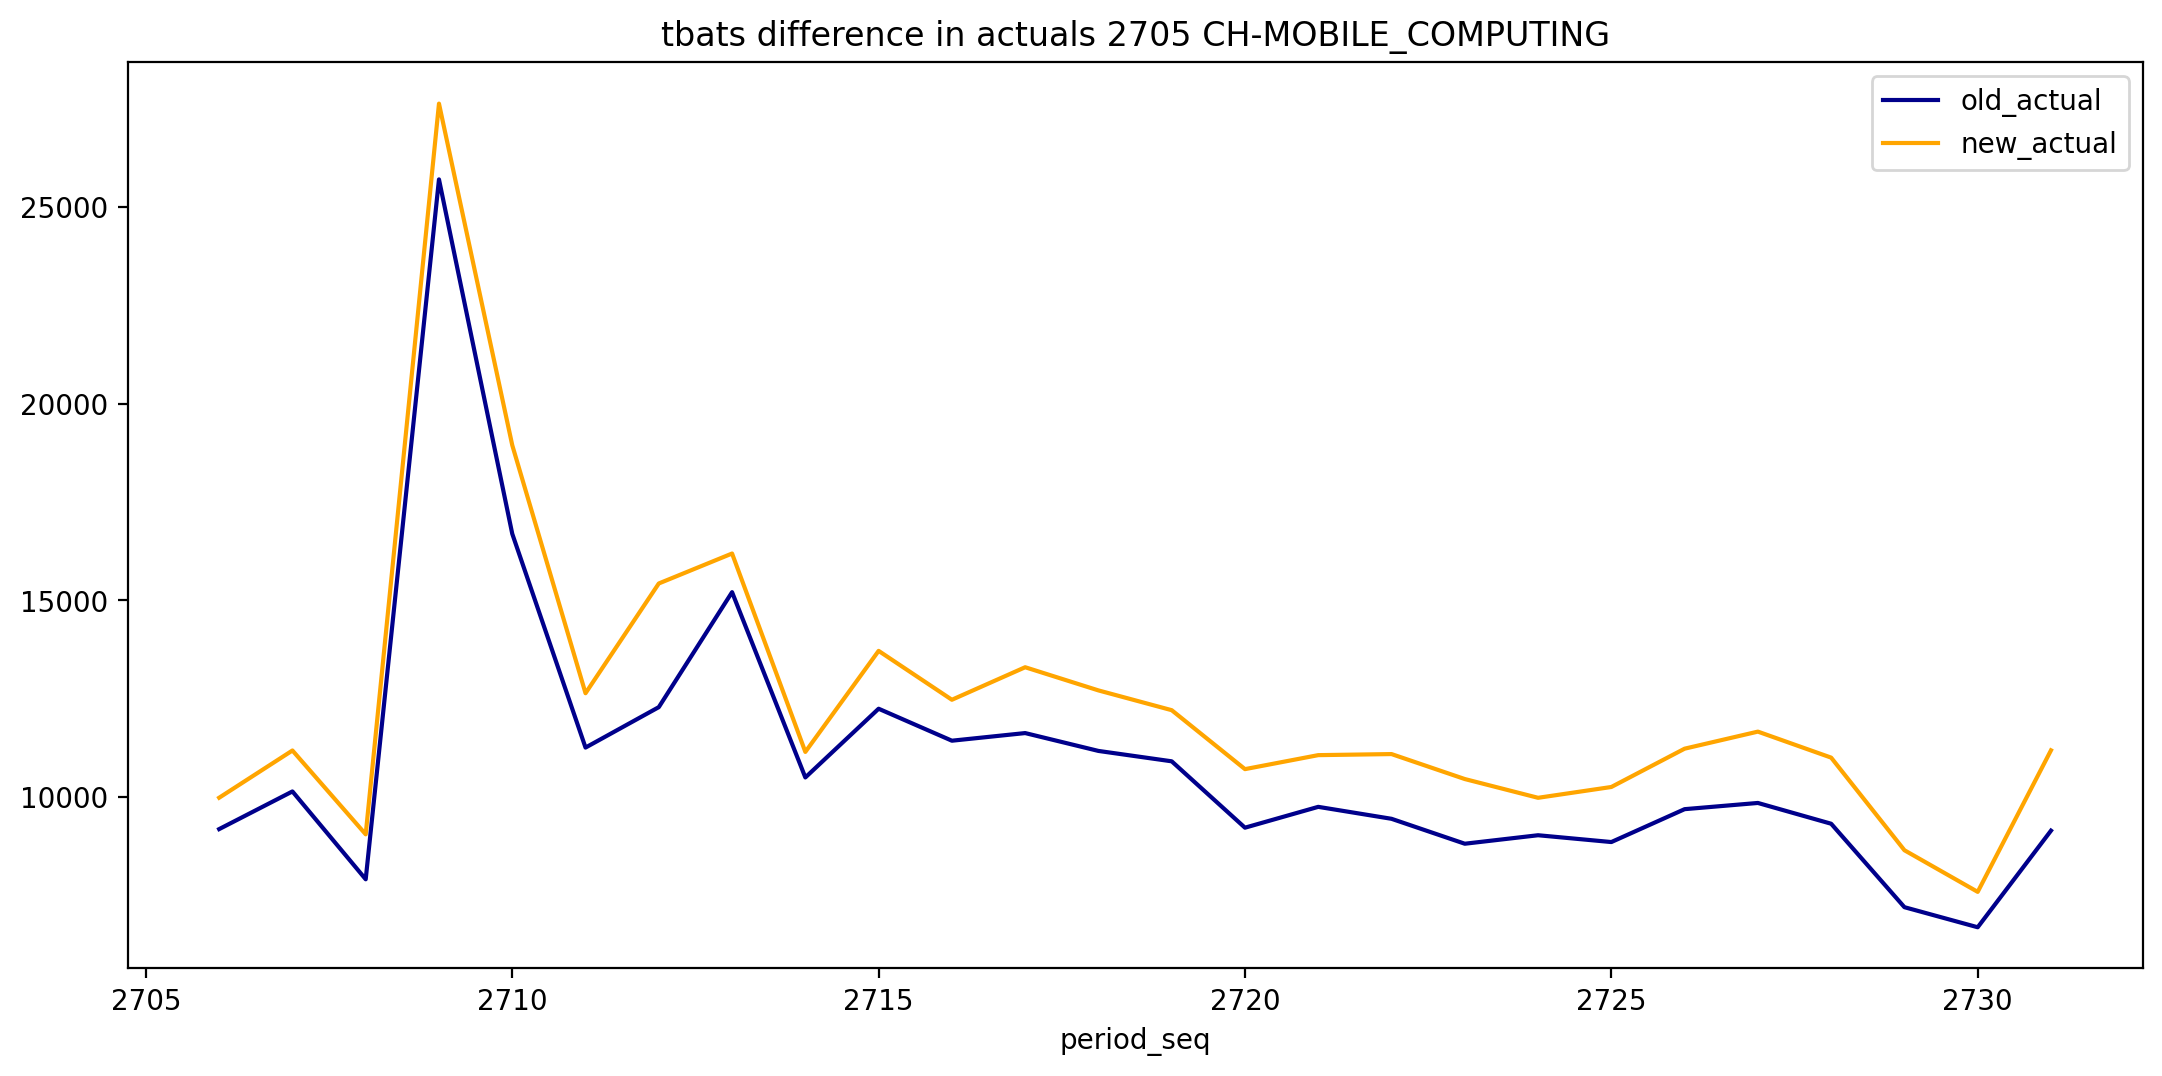 tbats difference in actuals 2705 CH-MOBILE_COMPUTING
old_actual
new_actual
25000
20000
15000
10000
2705 2710 2715 2720 2725 2730
period_seq